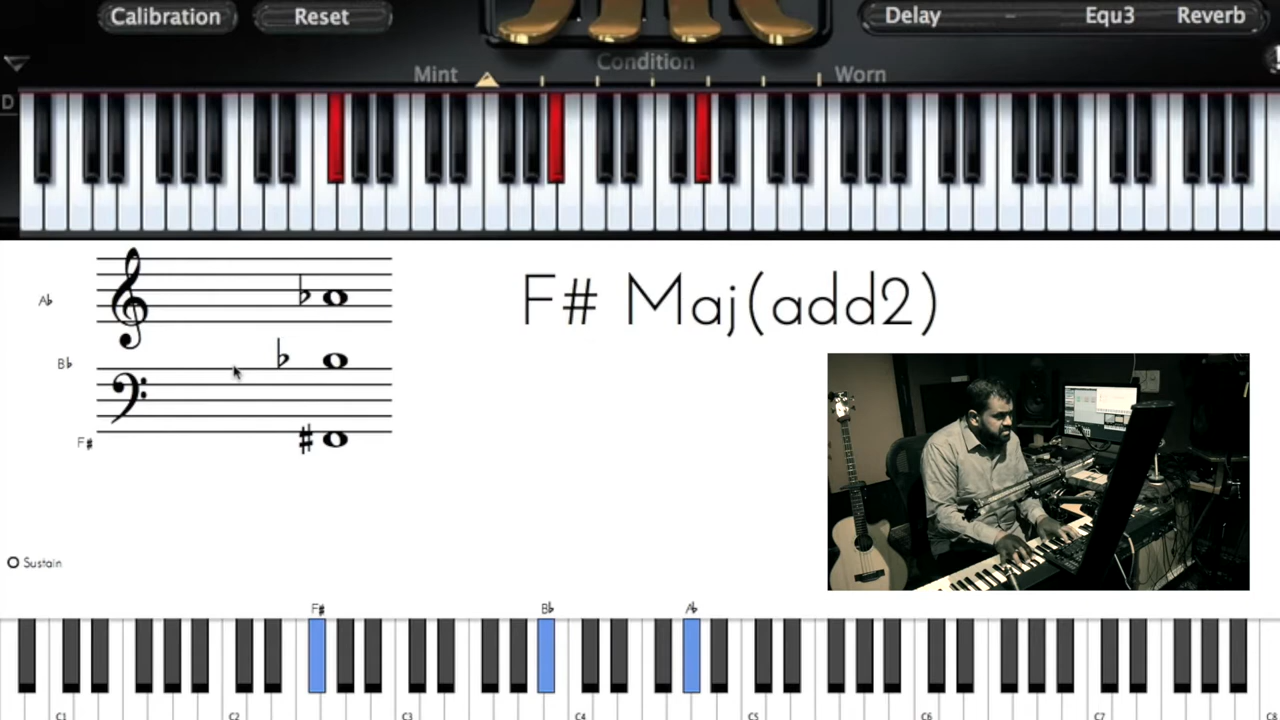 Calibration Reset Delay - Equ3 Reverb
Condition
Mint Worn
D
Ab
F# Maj(add2)
Bb
F#
Sustain
F# Bb Ab
C1 C2 C3 C4 C5 C6 C7 C8